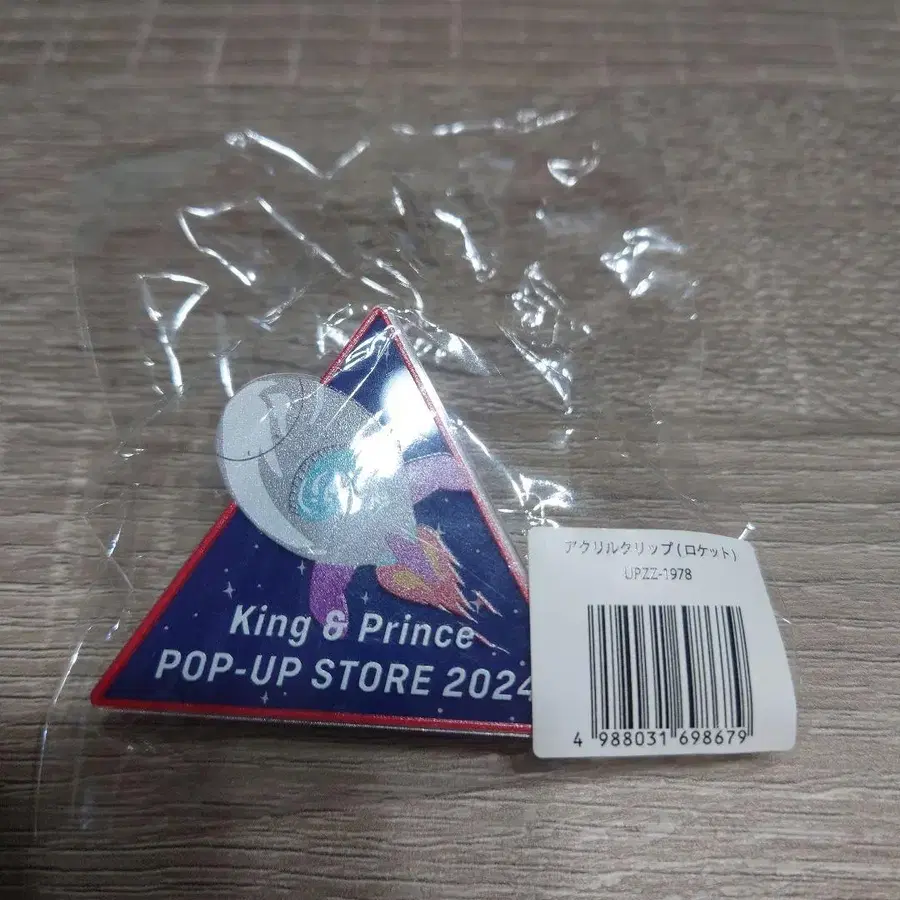 King & Prince
POP-UP STORE 2024
アクリルクリップ(ロケット)
UPZZ-1978
4 988031 698679